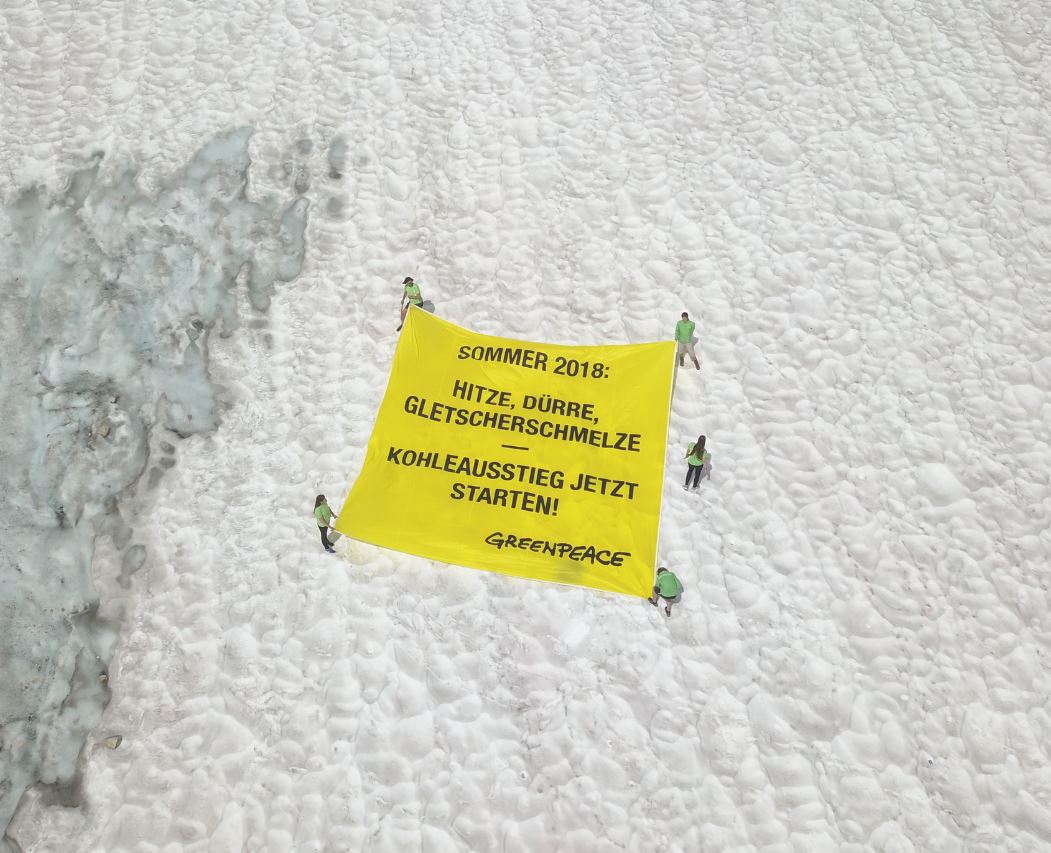 SOMMER 2018:
HITZE, DÜRRE,
GLETSCHERSCHMELZE
—
KOHLEAUSSTIEG JETZT
STARTEN!
GREENPEACE